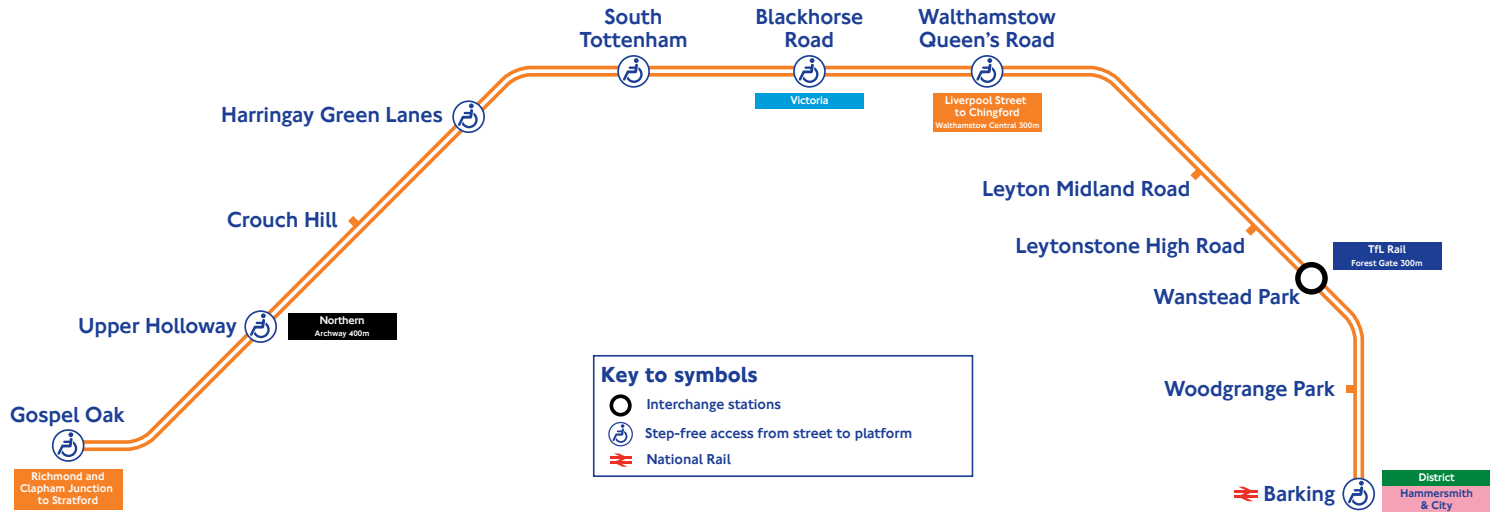 South
Tottenham
Blackhorse
Road
Victoria
Walthamstow
Queen's Road
Liverpool Street
to Chingford
Walthamstow Central 300m
Harringay Green Lanes
Crouch Hill
Upper Holloway
Northern
Archway 400m
Gospel Oak
Richmond and
Clapham Junction
to Stratford
Leyton Midland Road
Leytonstone High Road
TfL Rail
Forest Gate 300m
Wanstead Park
Woodgrange Park
Barking
District
Hammersmith
& City
Key to symbols
Interchange stations
Step-free access from street to platform
National Rail